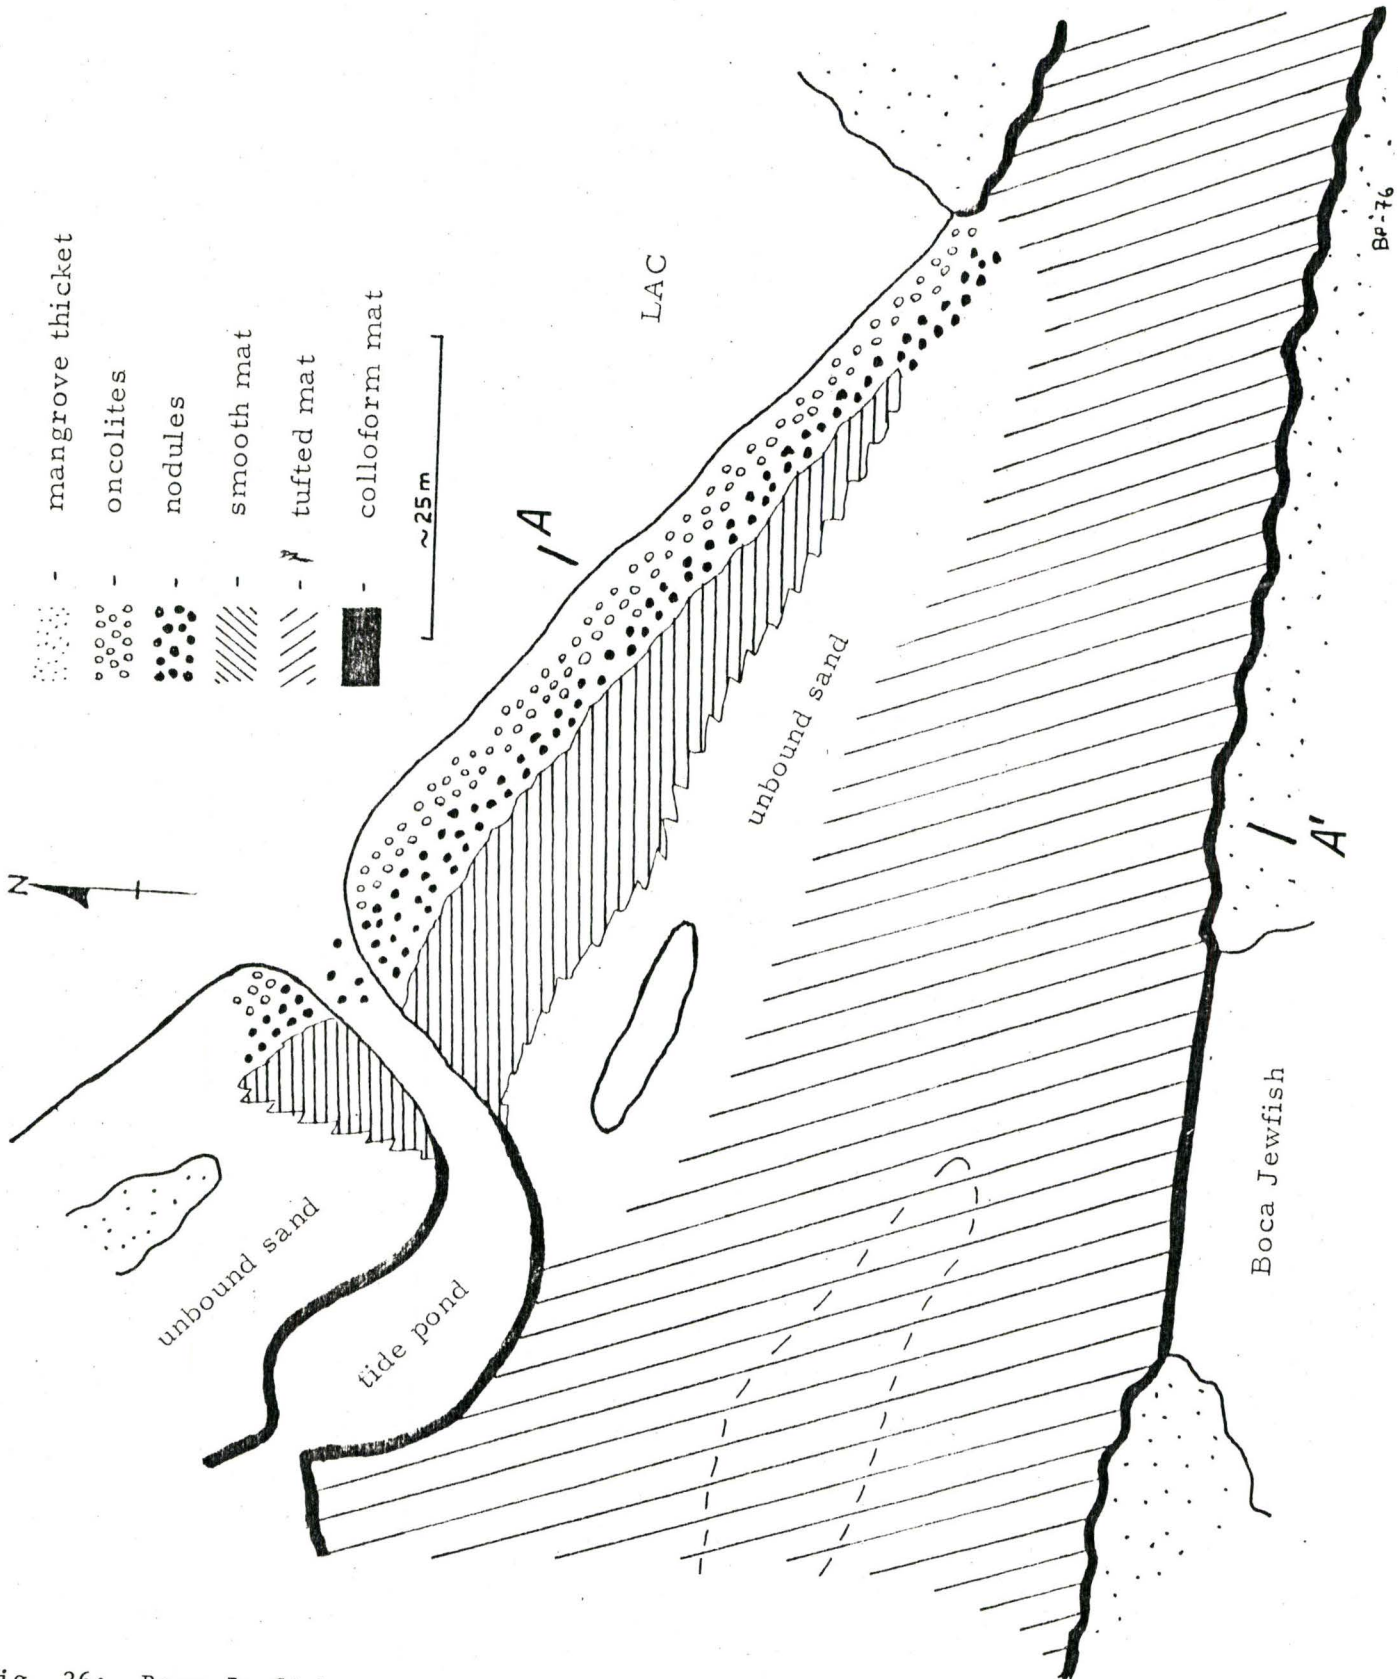 - mangrove thicket
- oncolites
- nodules
- smooth mat
- tufted mat
- colloform mat
~25m
N
LAC
A
unbound sand
unbound sand
tide pond
A'
Boca Jewfish
BP-76